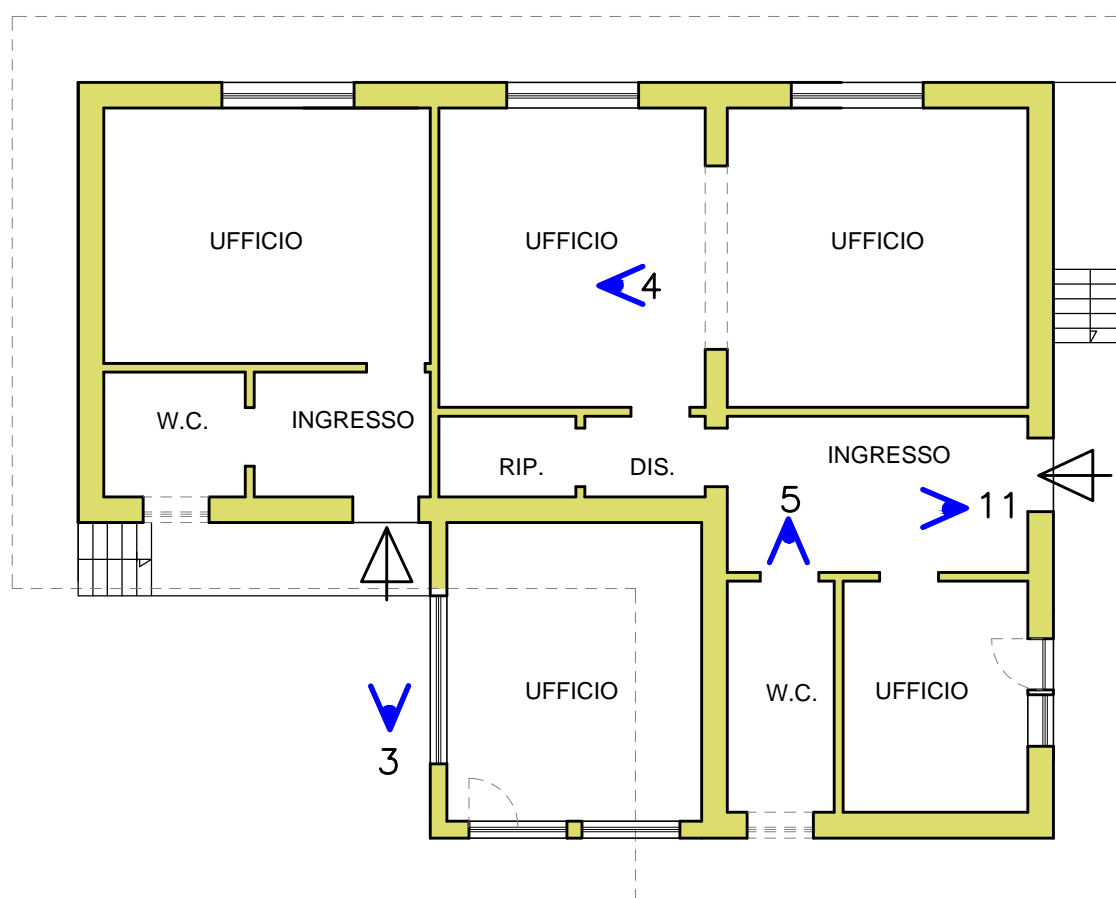 UFFICIO
UFFICIO
UFFICIO
4
W.C.
INGRESSO
RIP.
DIS.
INGRESSO
5
11
UFFICIO
W.C.
UFFICIO
3